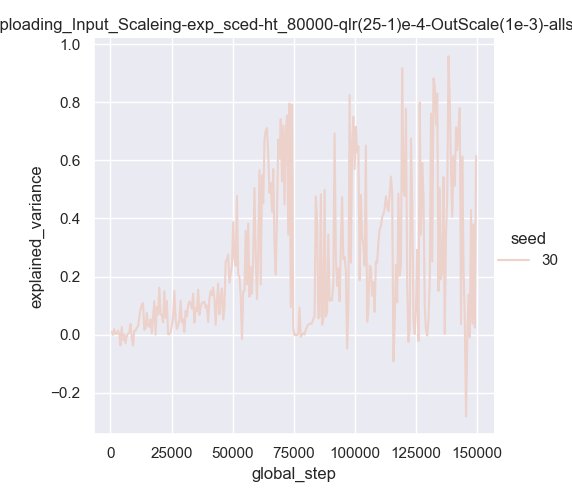 ploading_Input_Scaleing-exp_sced-ht_80000-qlr(25-1)e-4-OutScale(1e-3)-alls
1.0
0.8
0.6
0.4
0.2
0.0
−0.2
explained_variance
0 25000 50000 75000 100000 125000 150000
global_step
seed
30